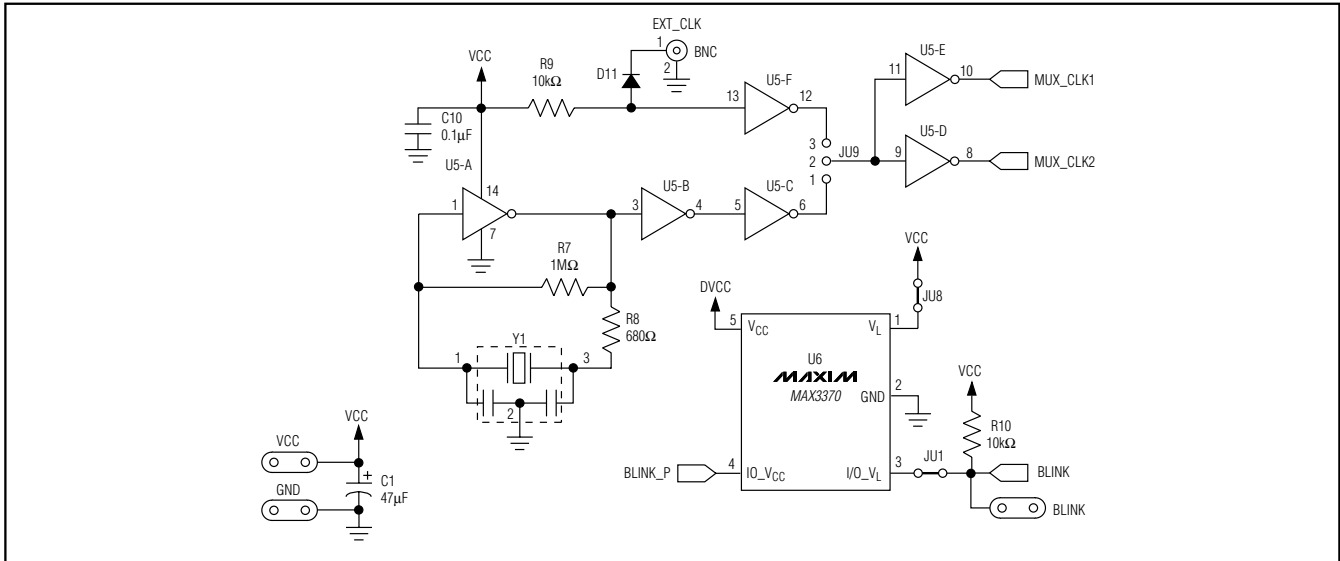 EXT_CLK
1
BNC
2
VCC
R9
10kΩ
D11
C10
0.1µF
13
U5-F
12
U5-E
11
10
MUX_CLK1
3
2
1
JU9
U5-D
9
8
MUX_CLK2
U5-A
1
14
7
3
U5-B
4
5
U5-C
6
R7
1MΩ
R8
680Ω
Y1
1
3
2
VCC
JU8
DVCC
5
VCC
VL
1
U6
MAXIM
MAX3370
GND
2
VCC
R10
10kΩ
BLINK_P
4
IO_VCC
I/O_VL
3
JU1
BLINK
BLINK
VCC
VCC
GND
+
C1
47µF